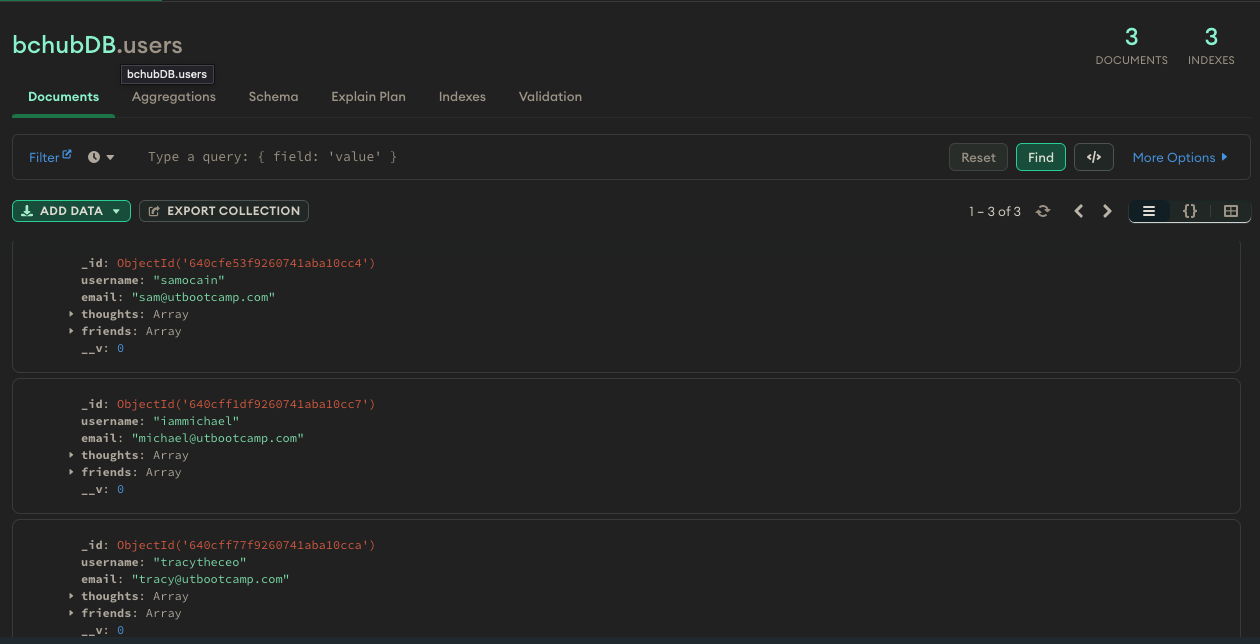 bchubDB.users
3
DOCUMENTS
3
INDEXES
bchubDB.users
Documents Aggregations Schema Explain Plan Indexes Validation
Filter Type a query: { field: 'value' } Reset Find </> More Options
ADD DATA EXPORT COLLECTION 1 – 3 of 3 {}
_id: ObjectId('640cfe53f9260741aba10cc4')
username: "samocain"
email: "sam@utbootcamp.com"
thoughts: Array
friends: Array
__v: 0
_id: ObjectId('640cff1df9260741aba10cc7')
username: "iammichael"
email: "michael@utbootcamp.com"
thoughts: Array
friends: Array
__v: 0
_id: ObjectId('640cff77f9260741aba10cca')
username: "tracytheceo"
email: "tracy@utbootcamp.com"
thoughts: Array
friends: Array
__v: 0